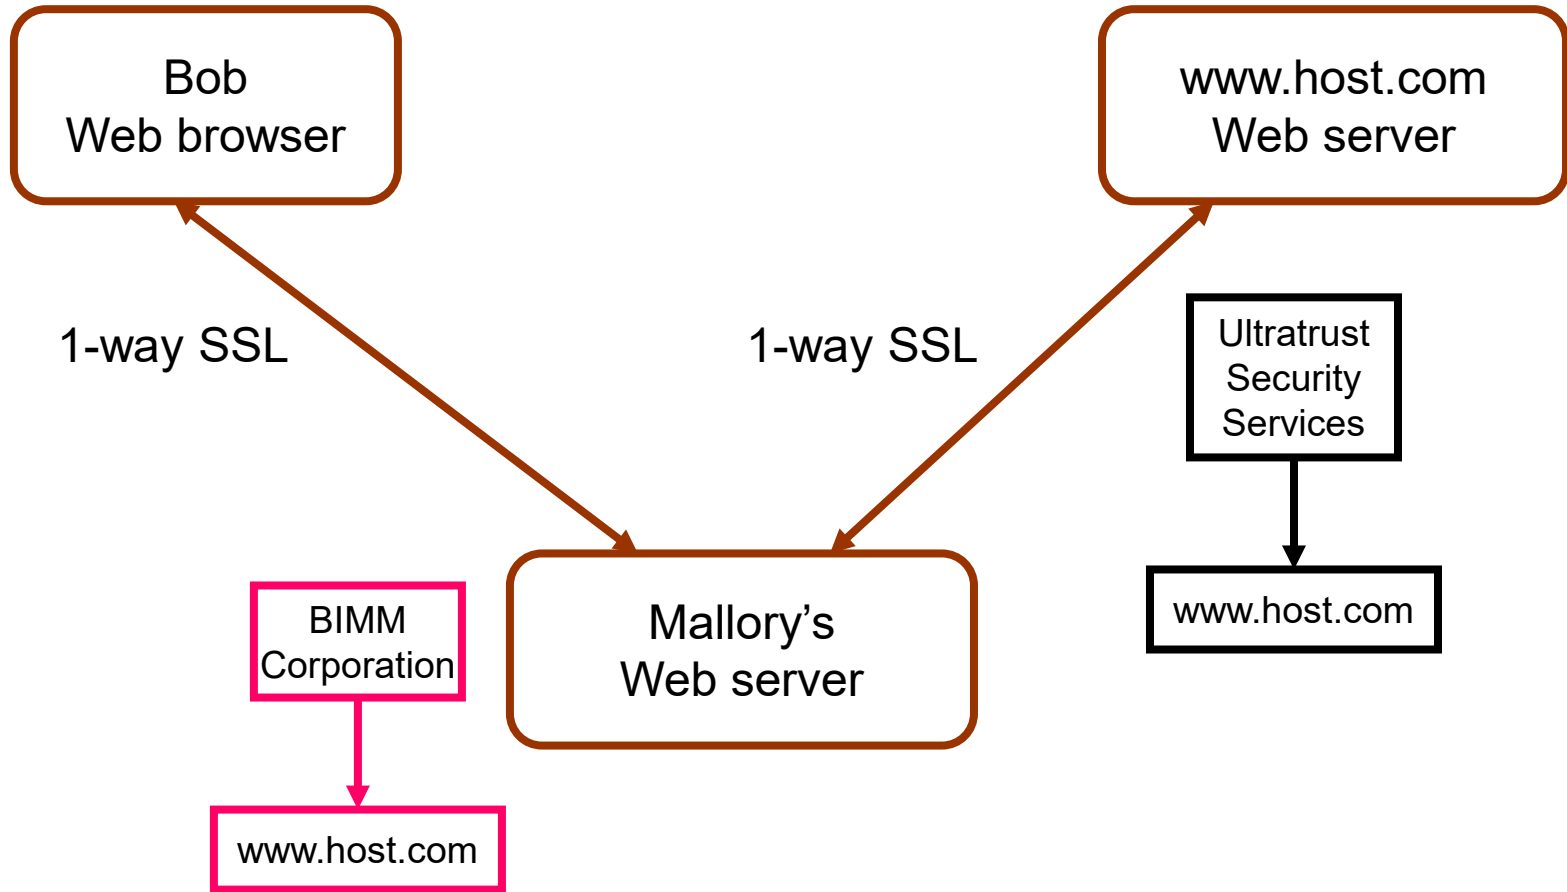 Bob
Web browser
www.host.com
Web server
1-way SSL
1-way SSL
Ultratrust
Security
Services
www.host.com
BIMM
Corporation
www.host.com
Mallory’s
Web server